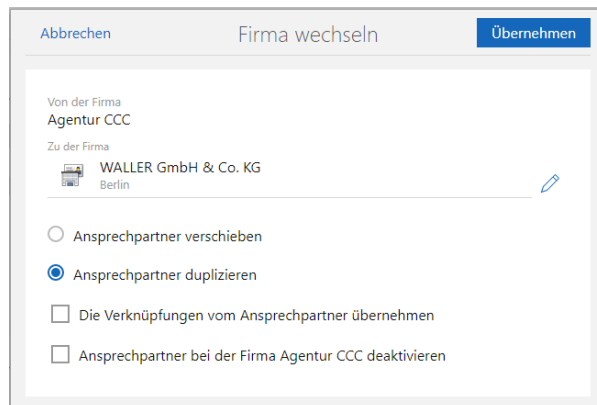 Abbrechen Firma wechseln Übernehmen
Von der Firma
Agentur CCC
Zu der Firma
WALLER GmbH & Co. KG
Berlin
Ansprechpartner verschieben
Ansprechpartner duplizieren
Die Verknüpfungen vom Ansprechpartner übernehmen
Ansprechpartner bei der Firma Agentur CCC deaktivieren